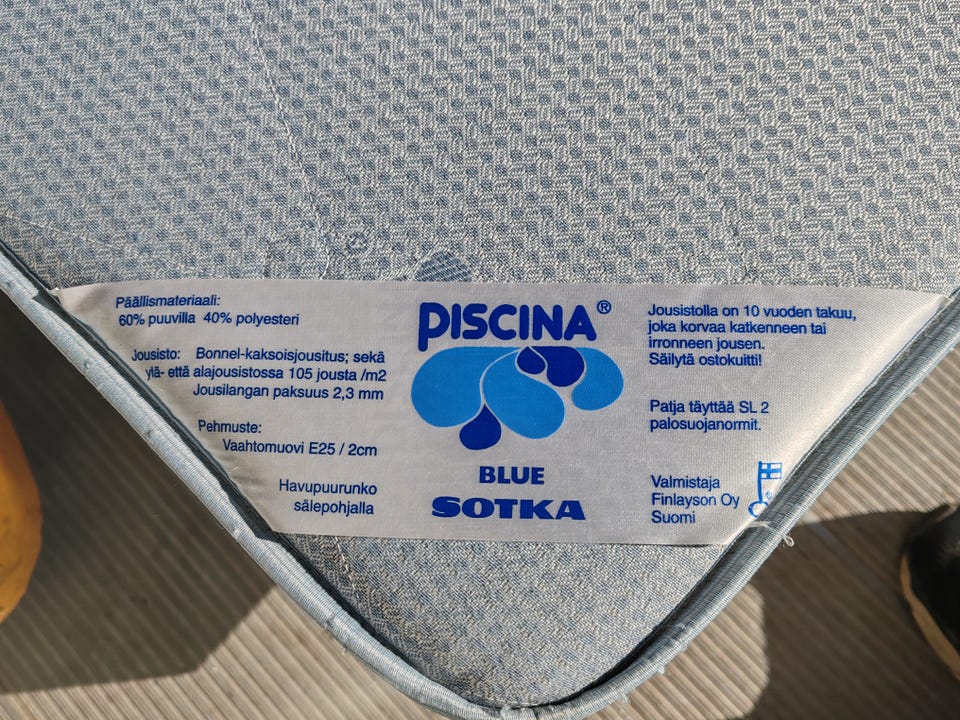 Päällismateriaali:
60% puuvilla 40% polyesteri
Jousisto: Bonnel-kaksoisjousitus; sekä
ylä- että alajousistossa 105 jousta /m2
Jousilangan paksuus 2,3 mm
Pehmuste:
Vaahtomuovi E25 / 2cm
Havupuurunko
sälepohjalla
PISCINA®
BLUE
SOTKA
Jousistolla on 10 vuoden takuu,
joka korvaa katkenneen tai
irronneen jousen.
Säilytä ostokuitti!
Patja täyttää SL 2
palosuojanormit.
Valmistaja
Finlayson Oy
Suomi